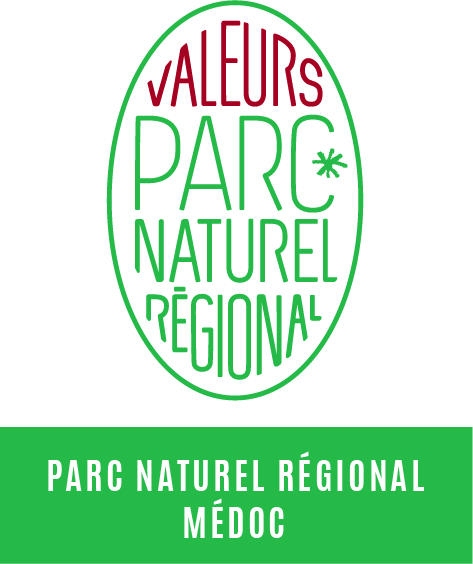 VALEURS
PARC*
NATUREL
RÉGIONAL
PARC NATUREL RÉGIONAL
MÉDOC